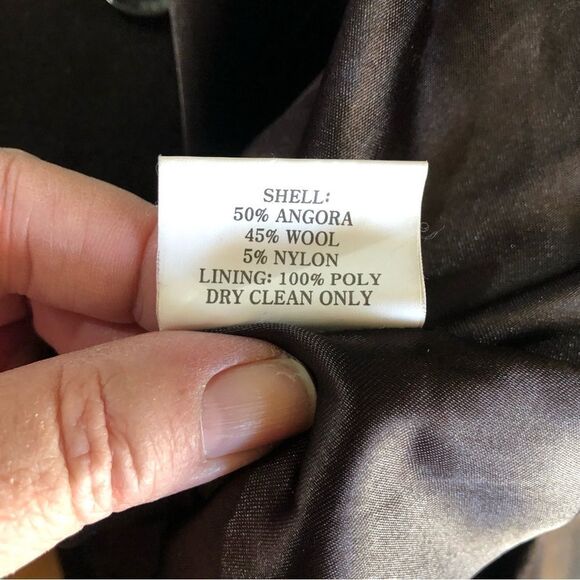 SHELL:
50% ANGORA
45% WOOL
5% NYLON
LINING: 100% POLY
DRY CLEAN ONLY